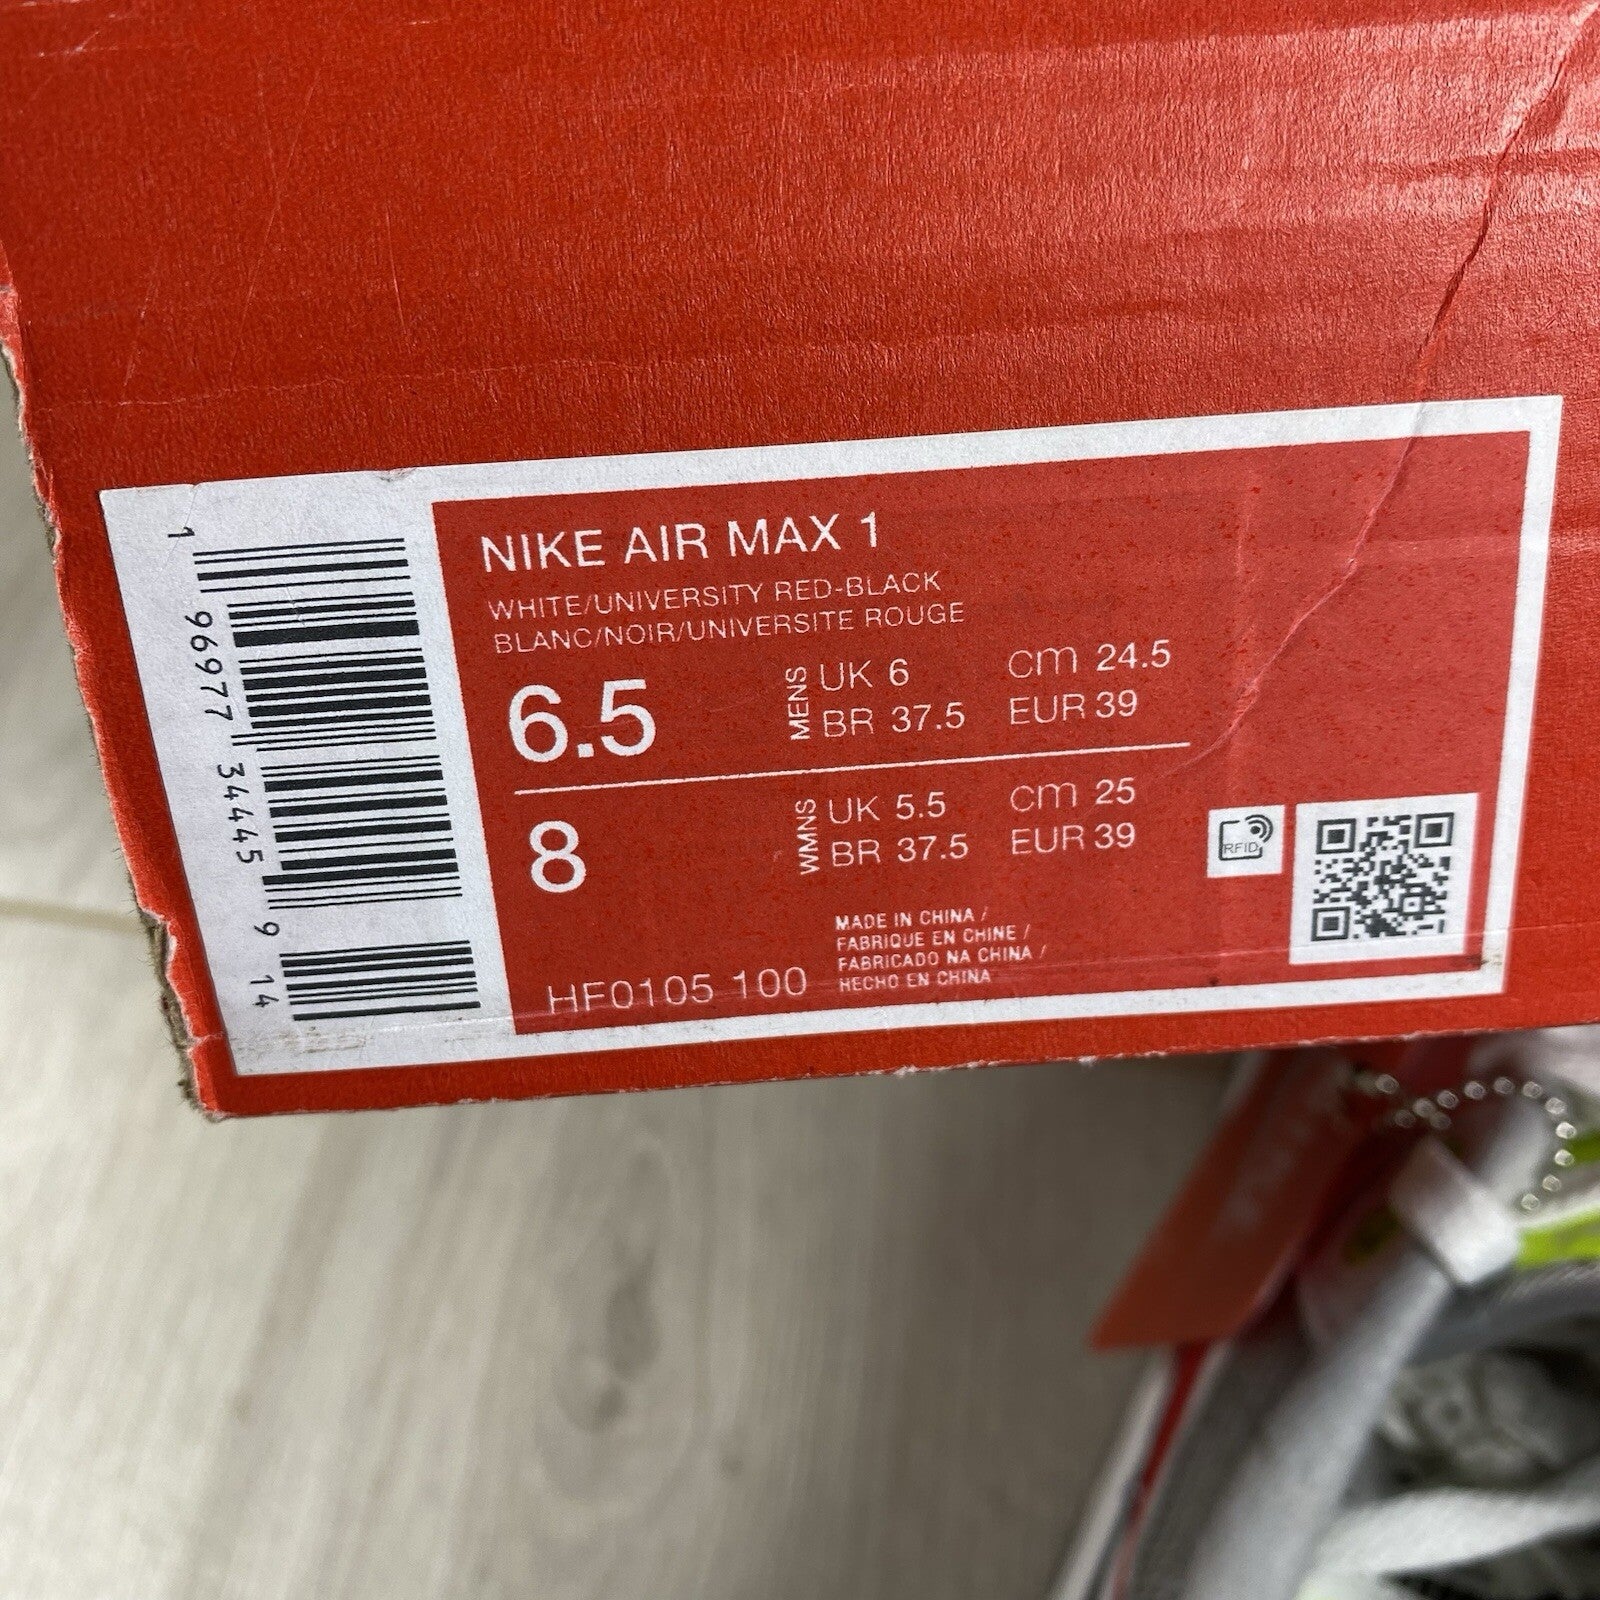 NIKE AIR MAX 1
WHITE/UNIVERSITY RED-BLACK
BLANC/NOIR/UNIVERSITE ROUGE
6.5 MENS UK 6 CM 24.5
BR 37.5 EUR 39
8 WMNS UK 5.5 CM 25
BR 37.5 EUR 39
RFID
MADE IN CHINA /
FABRIQUE EN CHINE /
FABRICADO NA CHINA /
HECHO EN CHINA
HF0105 100
1 96977 34445 9 14